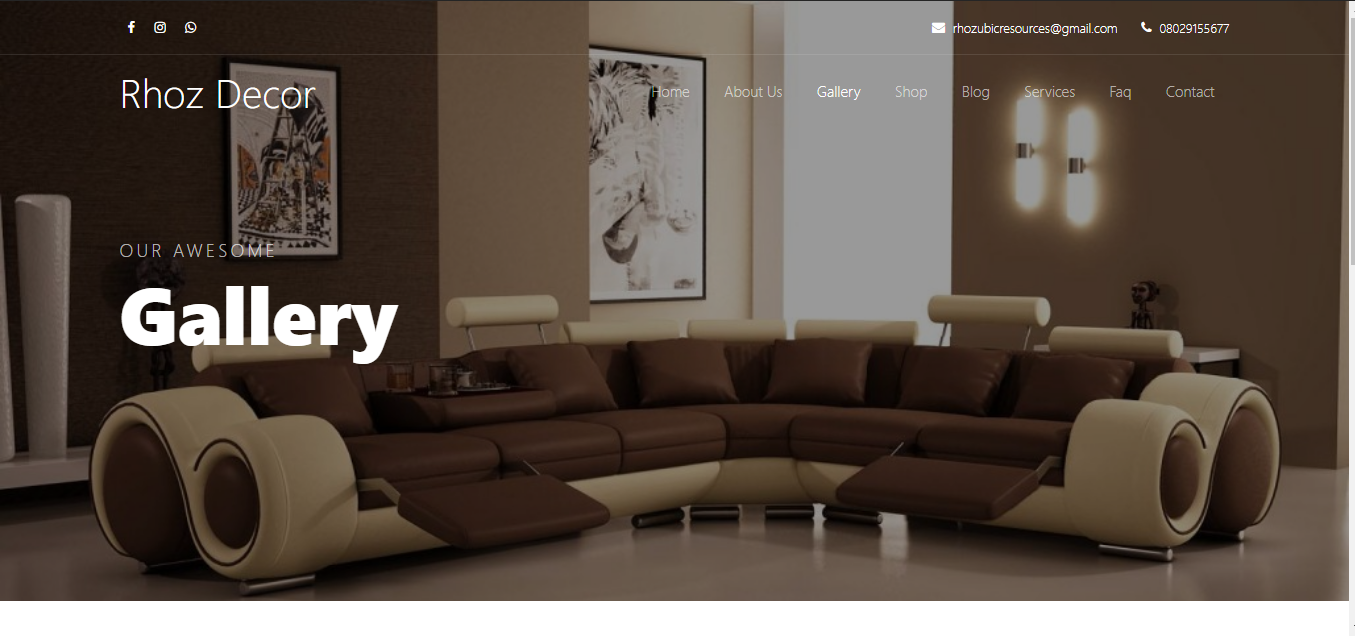 rhozubicresources@gmail.com 08029155677
Rhoz Decor
Home About Us Gallery Shop Blog Services Faq Contact
OUR AWESOME
Gallery